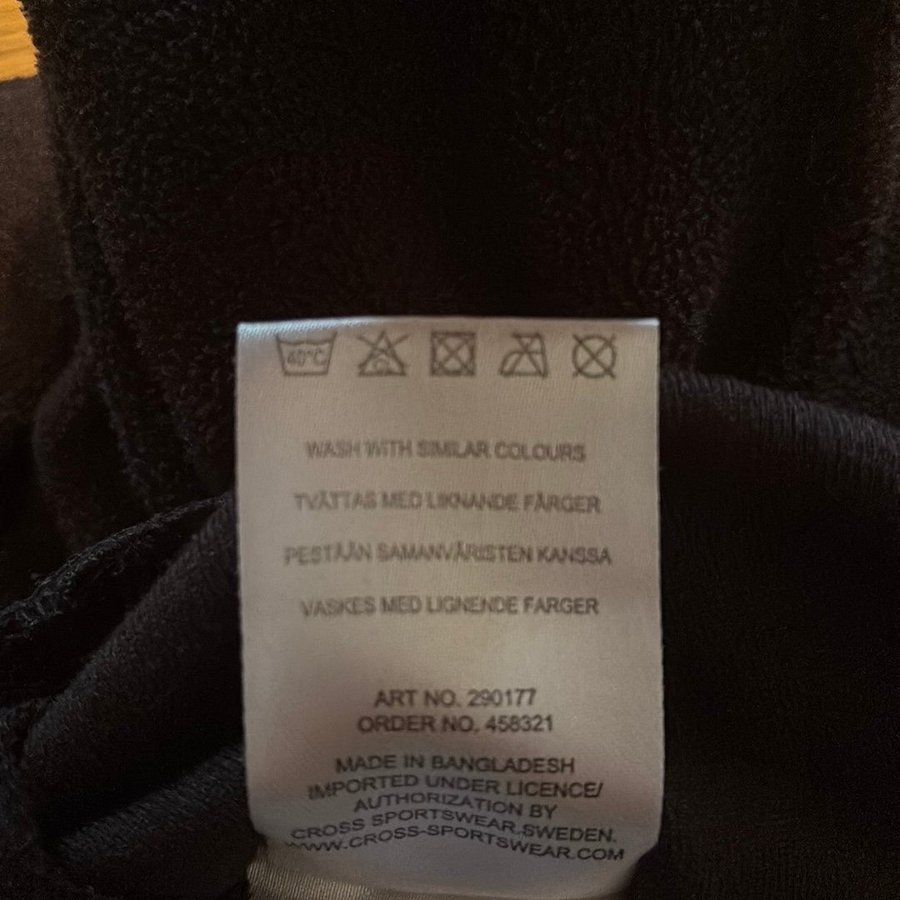 40°C
WASH WITH SIMILAR COLOURS
TVÄTTAS MED LIKNANDE FÄRGER
PESTÄÄN SAMANVÄRISTEN KANSSA
VASKES MED LIGNENDE FARGER
ART NO. 290177
ORDER NO. 458321
MADE IN BANGLADESH
IMPORTED UNDER LICENCE/
AUTHORIZATION BY
CROSS SPORTSWEAR,SWEDEN.
WWW.CROSS-SPORTSWEAR.COM